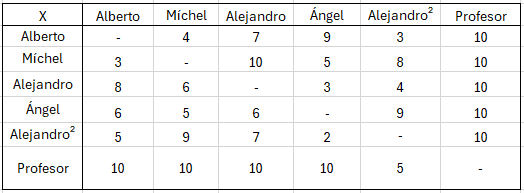 X Alberto Míchel Alejandro Ángel Alejandro² Profesor
Alberto - 4 7 9 3 10
Míchel 3 - 10 5 8 10
Alejandro 8 6 - 3 4 10
Ángel 6 5 6 - 9 10
Alejandro² 5 9 7 2 - 10
Profesor 10 10 10 10 5 -